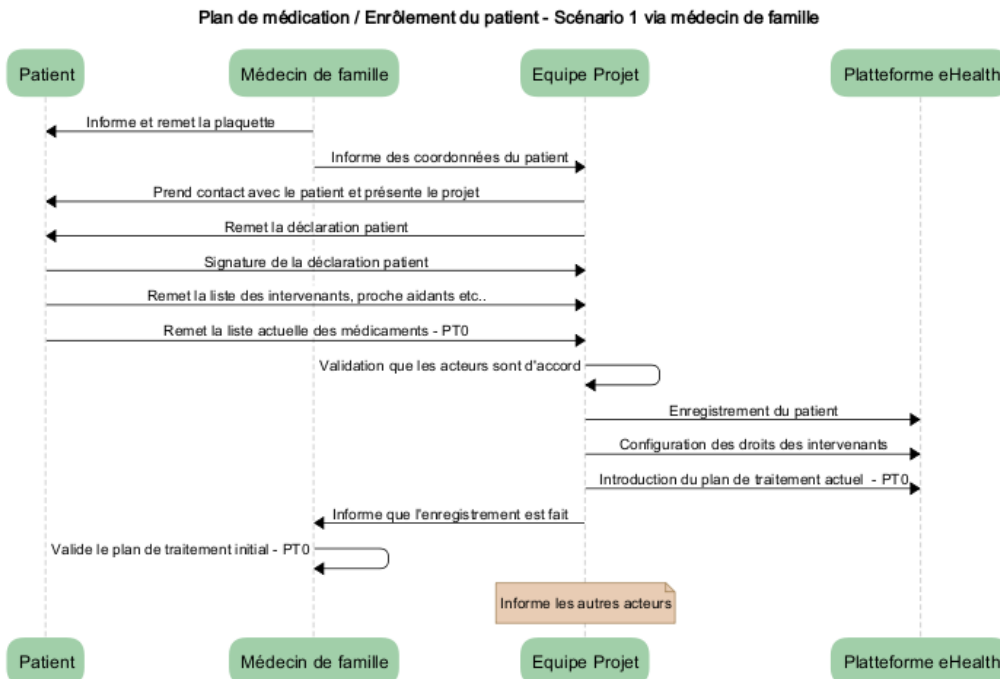 Plan de médication / Enrôlement du patient - Scénario 1 via médecin de famille
Patient
Médecin de famille
Equipe Projet
Platteforme eHealth
Informe et remet la plaquette
Informe des coordonnées du patient
Prend contact avec le patient et présente le projet
Remet la déclaration patient
Signature de la déclaration patient
Remet la liste des intervenants, proche aidants etc..
Remet la liste actuelle des médicaments - PT0
Validation que les acteurs sont d'accord
Enregistrement du patient
Configuration des droits des intervenants
Introduction du plan de traitement actuel - PT0
Informe que l'enregistrement est fait
Valide le plan de traitement initial - PT0
Informe les autres acteurs
Patient
Médecin de famille
Equipe Projet
Platteforme eHealth